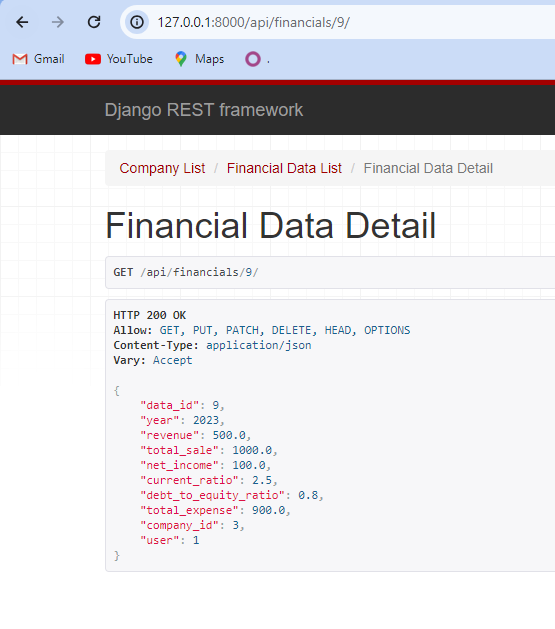 127.0.0.1:8000/api/financials/9/
Gmail YouTube Maps .
Django REST framework
Company List / Financial Data List / Financial Data Detail
Financial Data Detail
GET /api/financials/9/
HTTP 200 OK
Allow: GET, PUT, PATCH, DELETE, HEAD, OPTIONS
Content-Type: application/json
Vary: Accept
{
"data_id": 9,
"year": 2023,
"revenue": 500.0,
"total_sale": 1000.0,
"net_income": 100.0,
"current_ratio": 2.5,
"debt_to_equity_ratio": 0.8,
"total_expense": 900.0,
"company_id": 3,
"user": 1
}